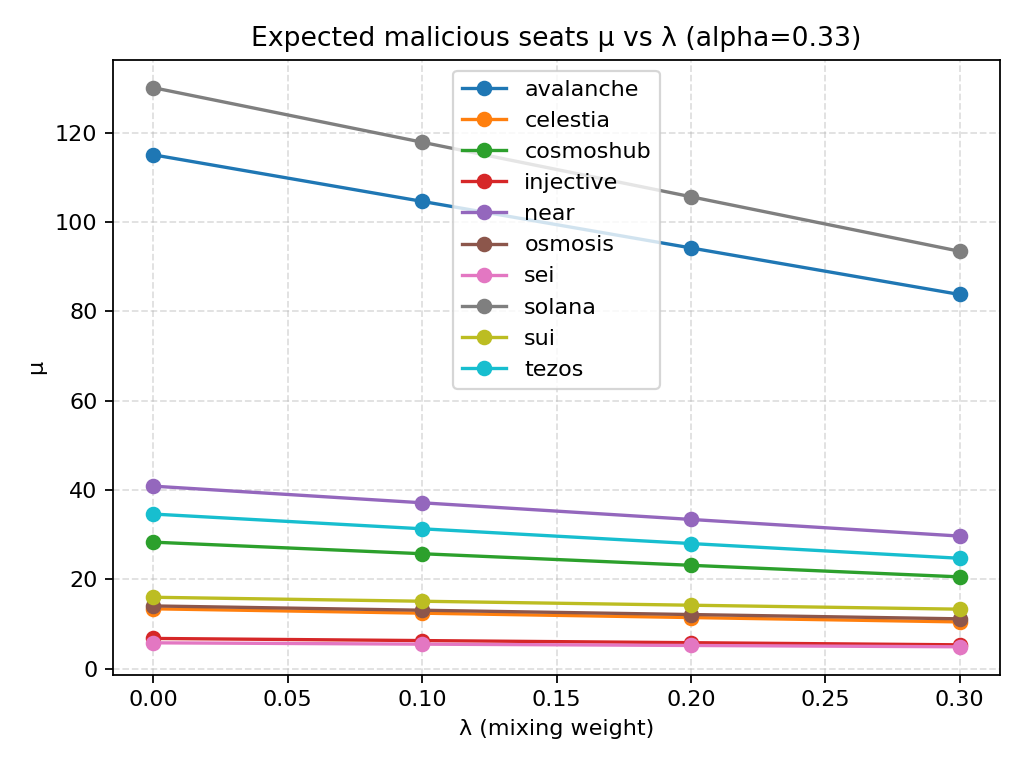 Expected malicious seats μ vs λ (alpha=0.33)
avalanche
celestia
cosmoshub
injective
near
osmosis
sei
solana
sui
tezos
120
100
80
60
40
20
0
μ
0.00 0.05 0.10 0.15 0.20 0.25 0.30
λ (mixing weight)